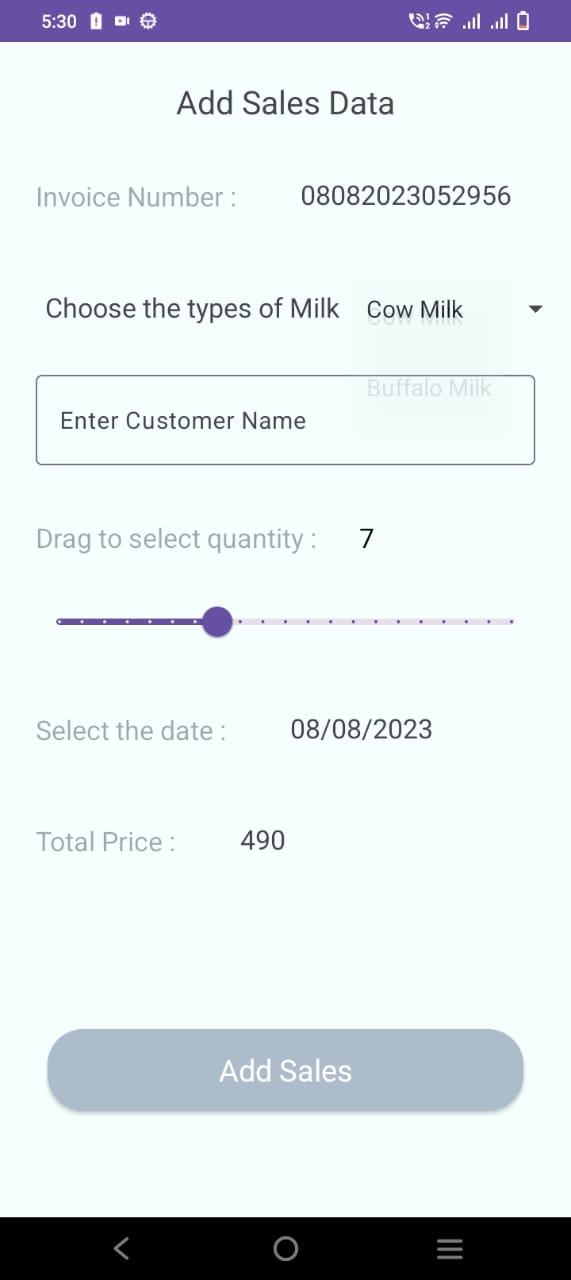 5:30
Add Sales Data
Invoice Number : 08082023052956
Choose the types of Milk Cow Milk
Cow Milk
Buffalo Milk
Enter Customer Name
Drag to select quantity : 7
Select the date : 08/08/2023
Total Price : 490
Add Sales